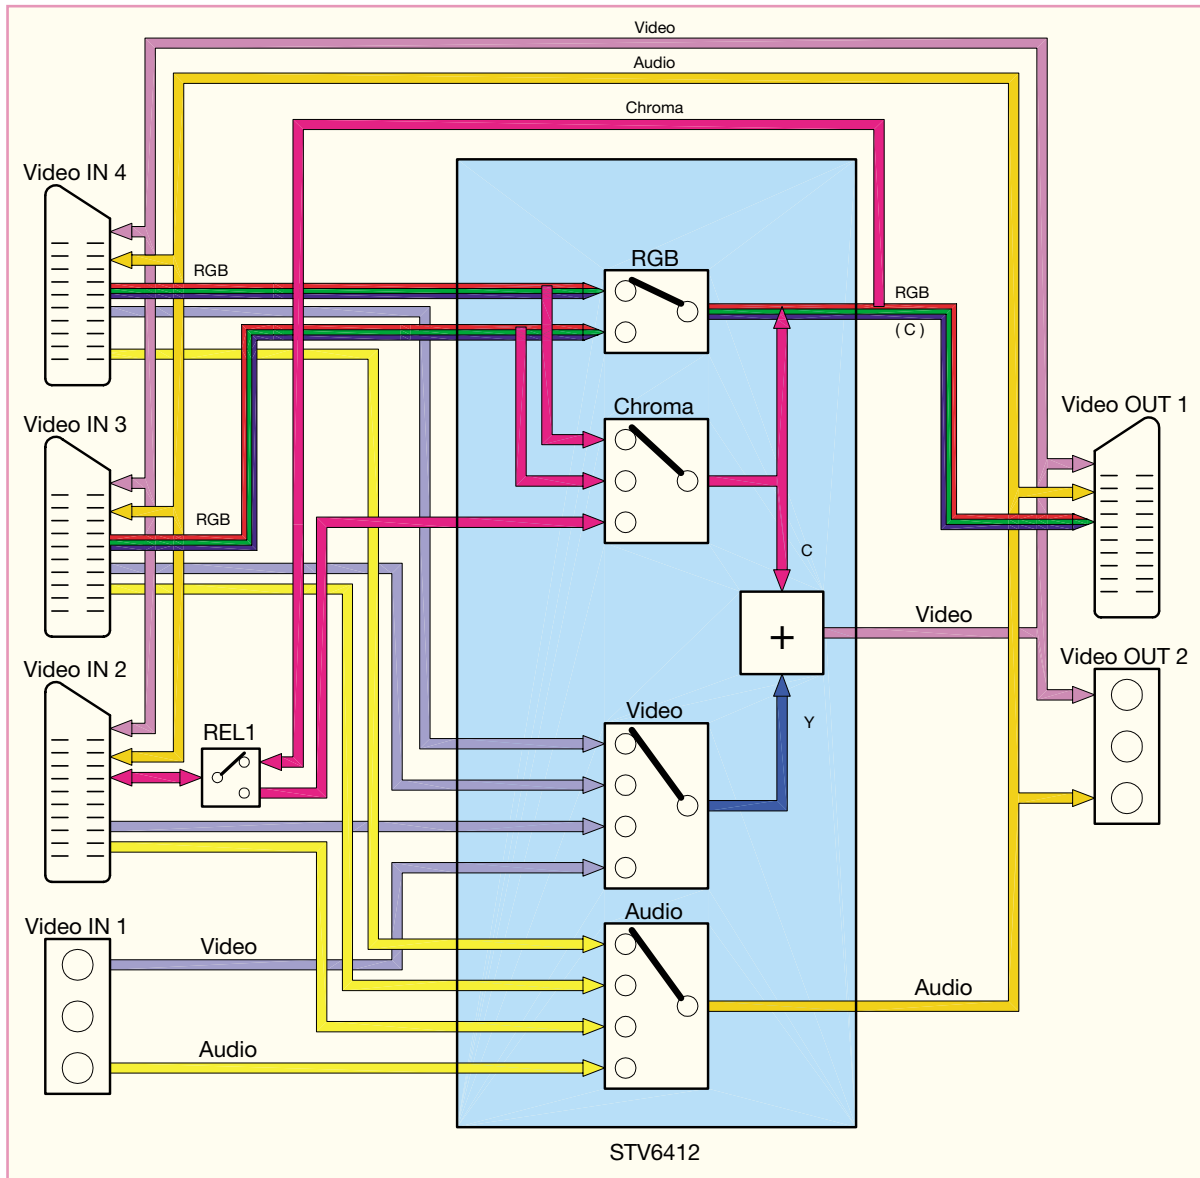 Video
Audio
Chroma
Video IN 4
RGB
RGB
RGB
( C )
Chroma
Video OUT 1
Video IN 3
RGB
C
+
Video
Video OUT 2
Video IN 2
REL1
Video
Y
Video IN 1
Video
Audio
Audio
Audio
STV6412